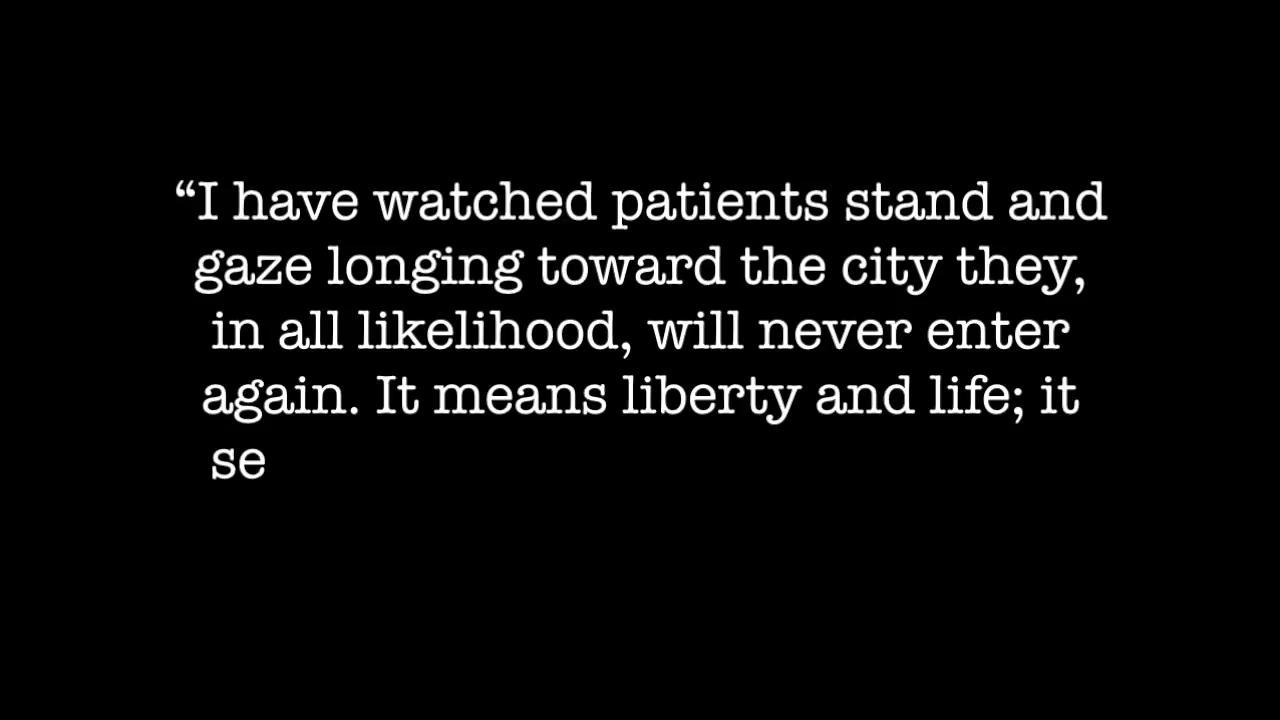 “I have watched patients stand and
gaze longing toward the city they,
in all likelihood, will never enter
again. It means liberty and life; it
se